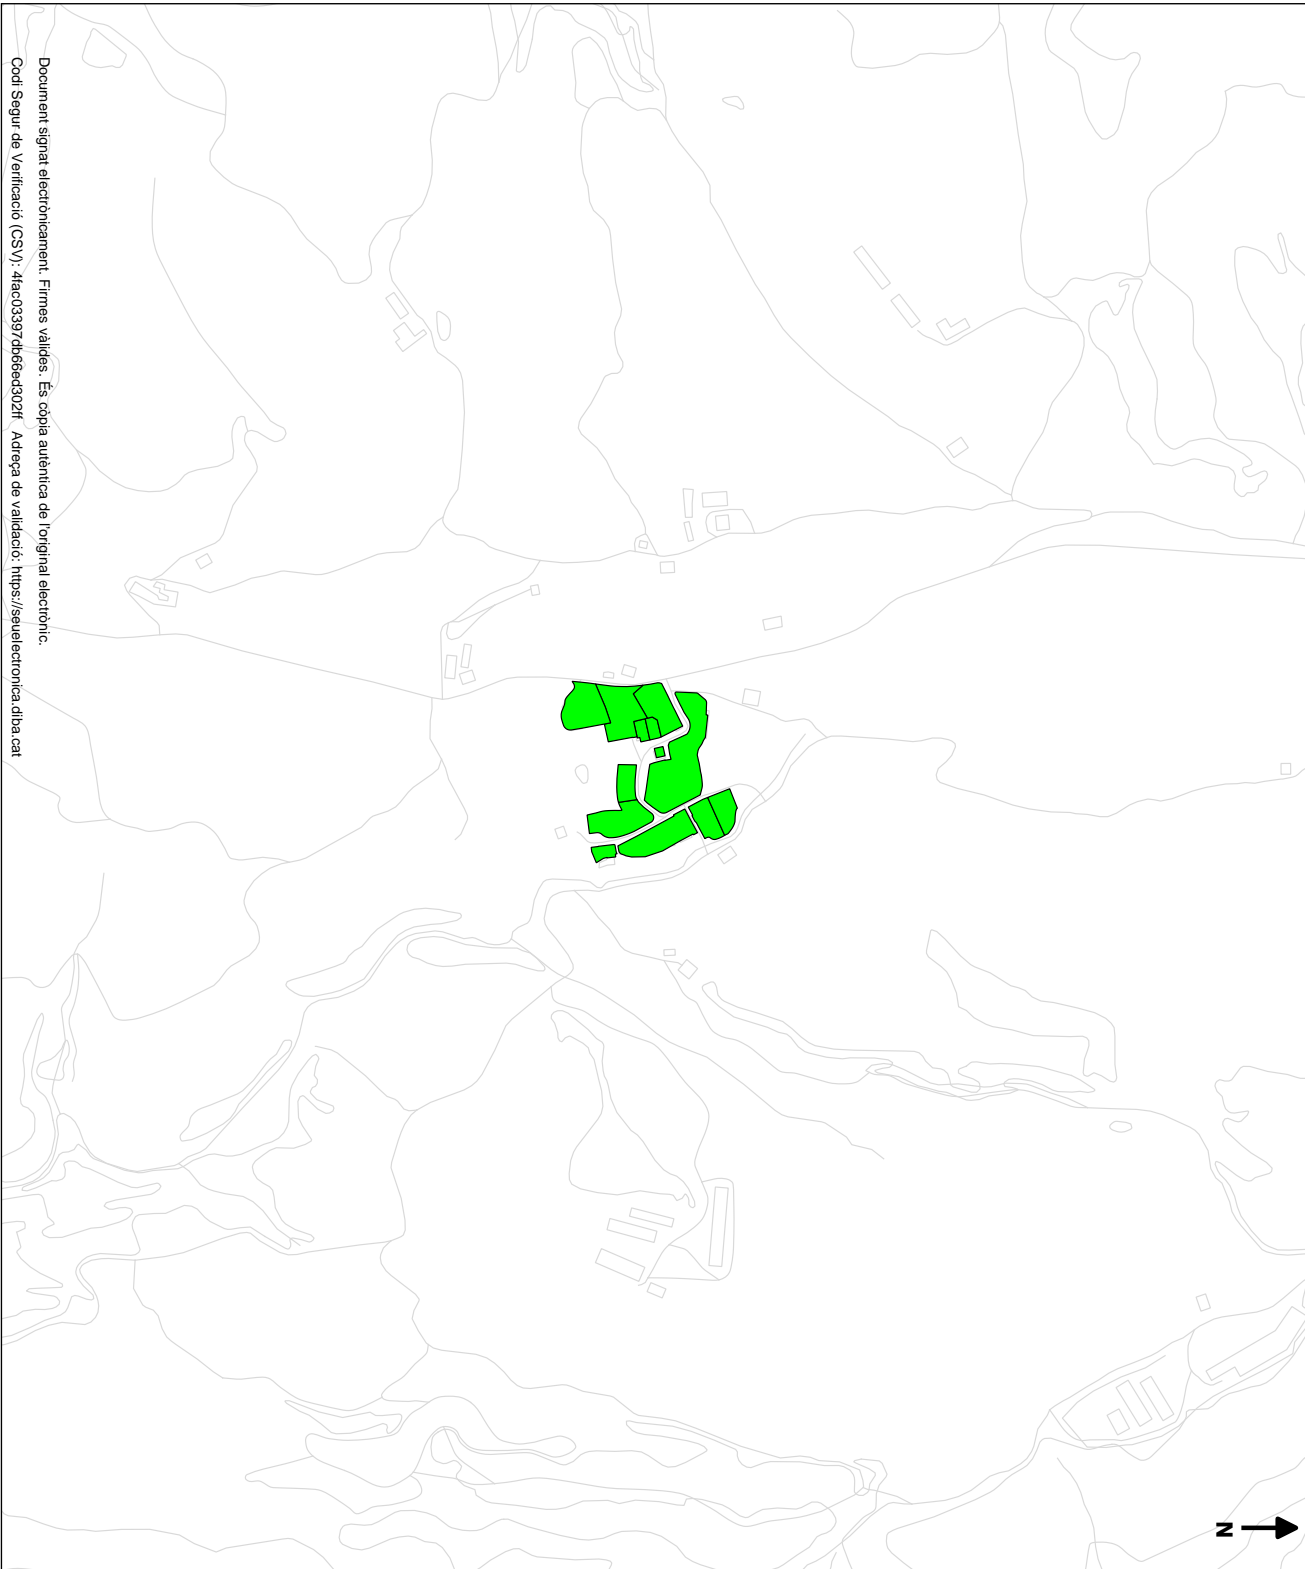 Document signat electrònicament. Firmes vàlides. És còpia autèntica de l'original electrònic.
Codi Segur de Verificació (CSV): 4fac03397db66ed302ff Adreça de validació: https://seuelectronica.diba.cat
N